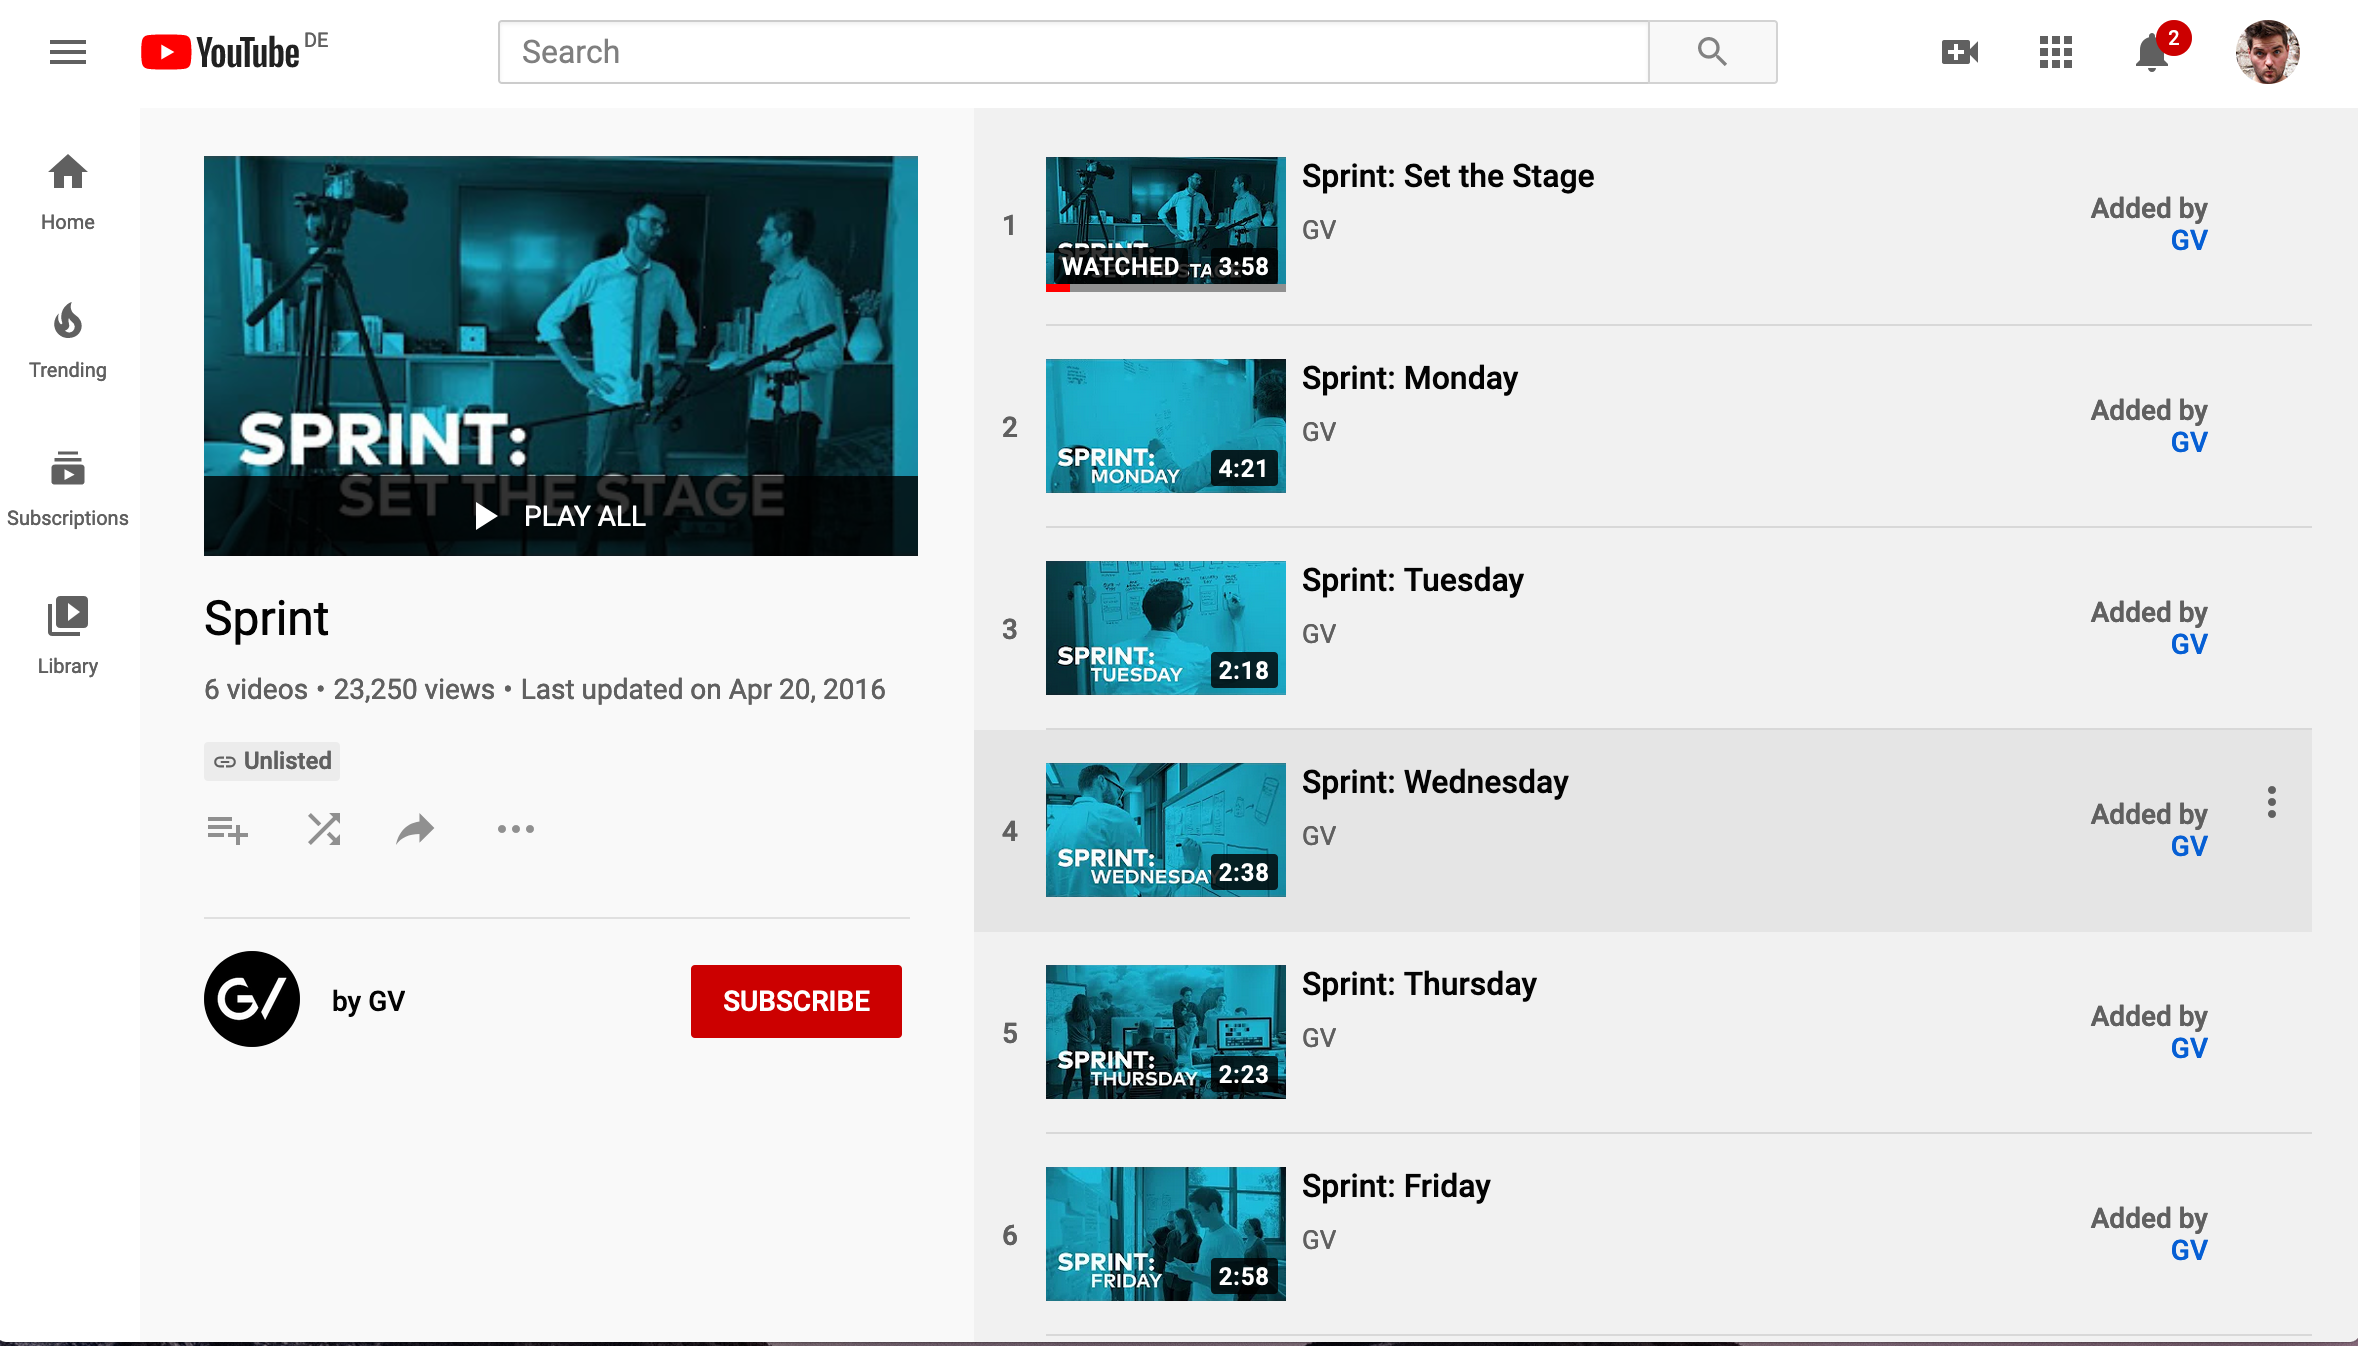 YouTube DE
Search
2
Home
Trending
Subscriptions
Library
SPRINT:
SET THE STAGE
PLAY ALL
Sprint
6 videos • 23,250 views • Last updated on Apr 20, 2016
Unlisted
GV
by GV
SUBSCRIBE
1
SPRINT:
WATCHED
3:58
Sprint: Set the Stage
GV
Added by
GV
2
SPRINT:
MONDAY
4:21
Sprint: Monday
GV
Added by
GV
3
SPRINT:
TUESDAY
2:18
Sprint: Tuesday
GV
Added by
GV
4
SPRINT:
WEDNESDAY
2:38
Sprint: Wednesday
GV
Added by
GV
5
SPRINT:
THURSDAY
2:23
Sprint: Thursday
GV
Added by
GV
6
SPRINT:
FRIDAY
2:58
Sprint: Friday
GV
Added by
GV